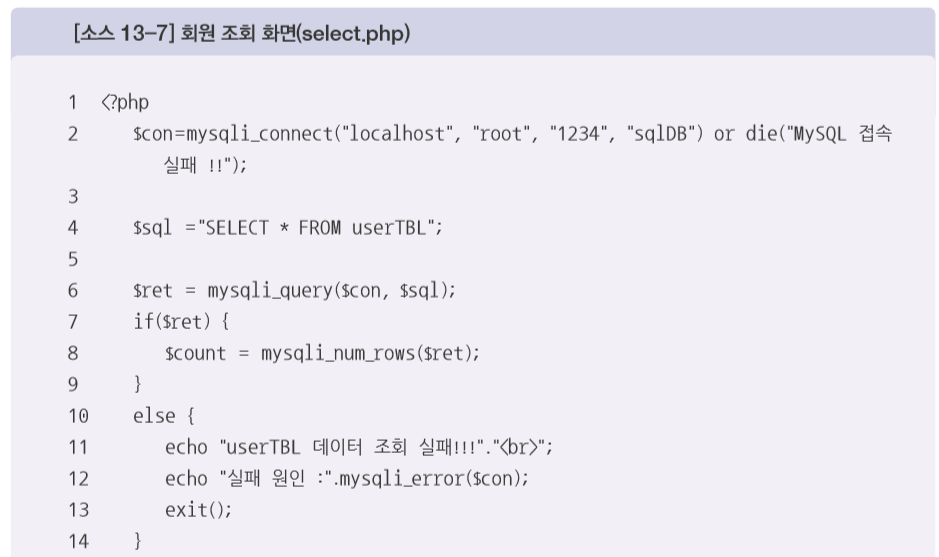 [소스 13-7] 회원 조회 화면(select.php)
1 <?php
2 $con=mysqli_connect("localhost", "root", "1234", "sqlDB") or die("MySQL 접속
실패 !!");
3
4 $sql ="SELECT * FROM userTBL";
5
6 $ret = mysqli_query($con, $sql);
7 if($ret) {
8 $count = mysqli_num_rows($ret);
9 }
10 else {
11 echo "userTBL 데이터 조회 실패!!!"."<br>";
12 echo "실패 원인 :".mysqli_error($con);
13 exit();
14 }